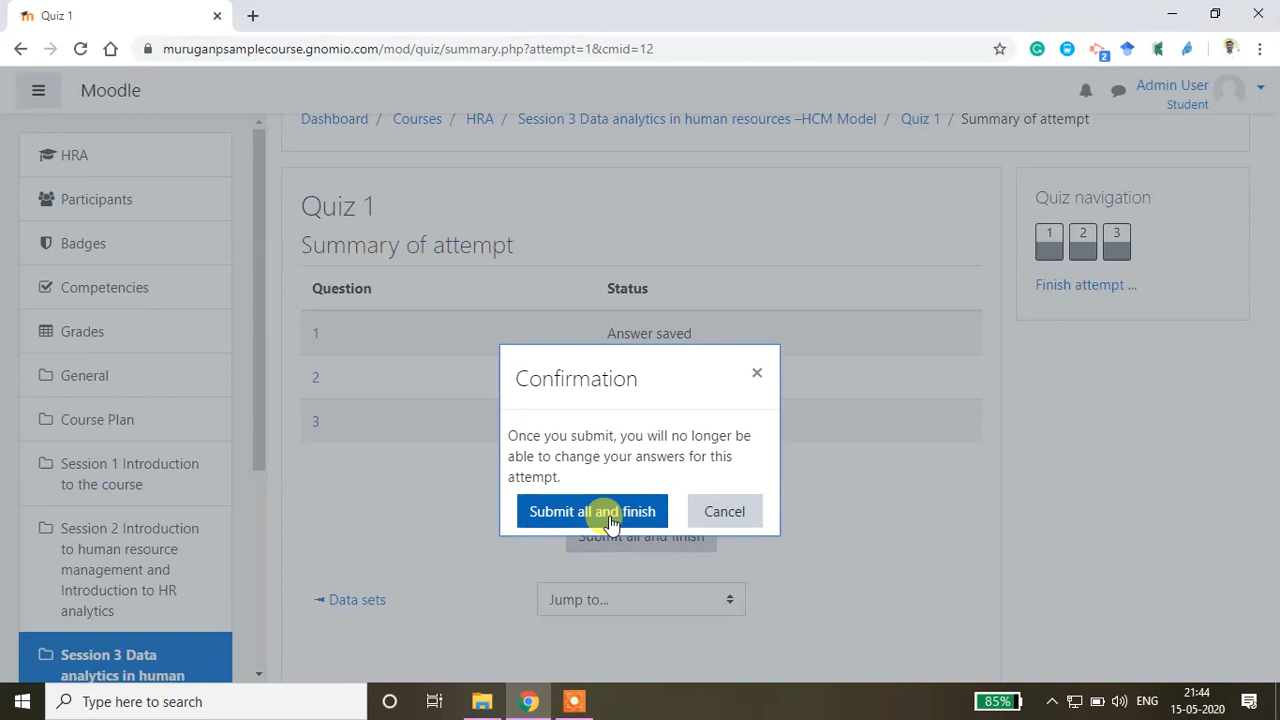 Quiz 1
muruganpsamplecourse.gnomio.com/mod/quiz/summary.php?attempt=1&cmid=12
2
Moodle
Admin User
Student
Dashboard / Courses / HRA / Session 3 Data analytics in human resources –HCM Model / Quiz 1 / Summary of attempt
HRA
Participants
Badges
Competencies
Grades
General
Course Plan
Session 1 Introduction
to the course
Session 2 Introduction
to human resource
management and
Introduction to HR
analytics
Session 3 Data
analytics in human
Quiz 1
Summary of attempt
Question Status
1 Answer saved
2
3
Confirmation
×
Once you submit, you will no longer be
able to change your answers for this
attempt.
Submit all and finish Cancel
Submit all and finish
◄ Data sets
Jump to...
Quiz navigation
1 2 3
Finish attempt ...
Type here to search
85%
ENG
21:44
15-05-2020